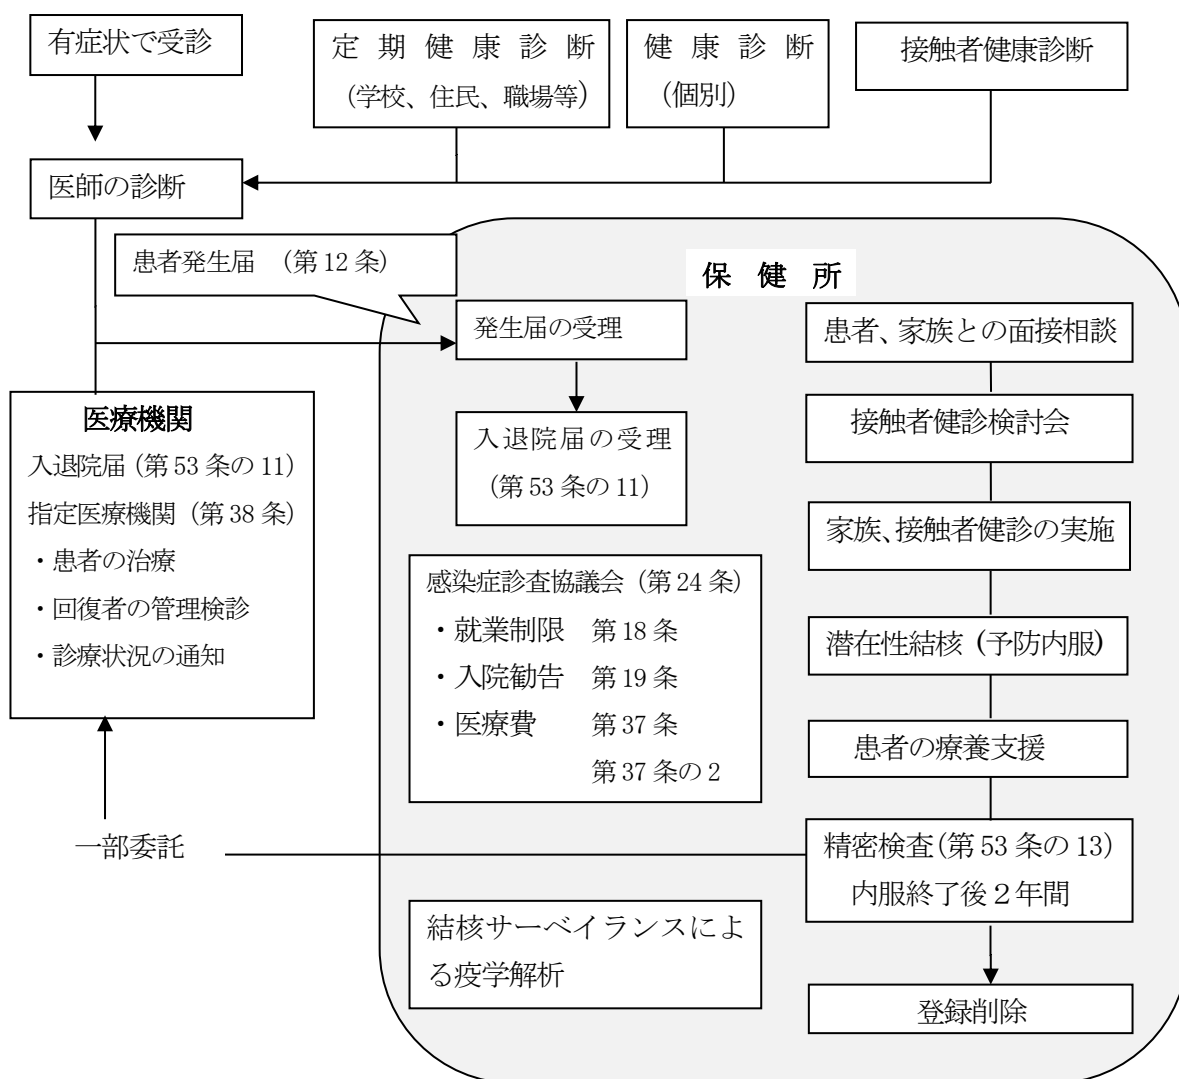 有症状で受診
定期健康診断
(学校、住民、職場等)
健康診断
(個別)
接触者健康診断
医師の診断
患者発生届 (第12条)
保健所
発生届の受理
患者、家族との面接相談
医療機関
入退院届(第53条の11)
指定医療機関(第38条)
・患者の治療
・回復者の管理検診
・診療状況の通知
入退院届の受理
(第53条の11)
接触者健診検討会
家族、接触者健診の実施
感染症診査協議会(第24条)
・就業制限 第18条
・入院勧告 第19条
・医療費 第37条
第37条の2
潜在性結核(予防内服)
患者の療養支援
一部委託
精密検査(第53条の13)
内服終了後2年間
結核サーベイランスによ
る疫学解析
登録削除